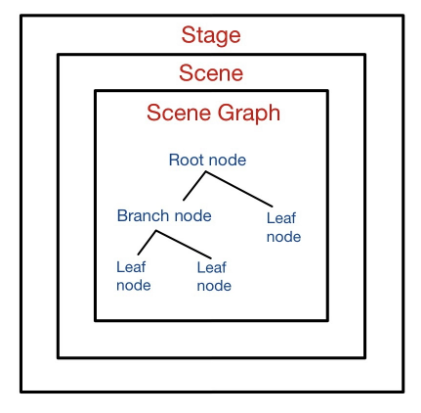 Stage
Scene
Scene Graph
Root node
Branch node
Leaf
node
Leaf
node
Leaf
node